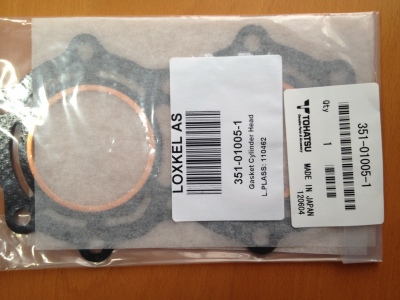 LOXKEL AS
351-01005-1
Gasket Cylinder Head
L.PLASS: 110462
TOHATSU
Qty 1
MADE IN JAPAN
120604
351-01005-1